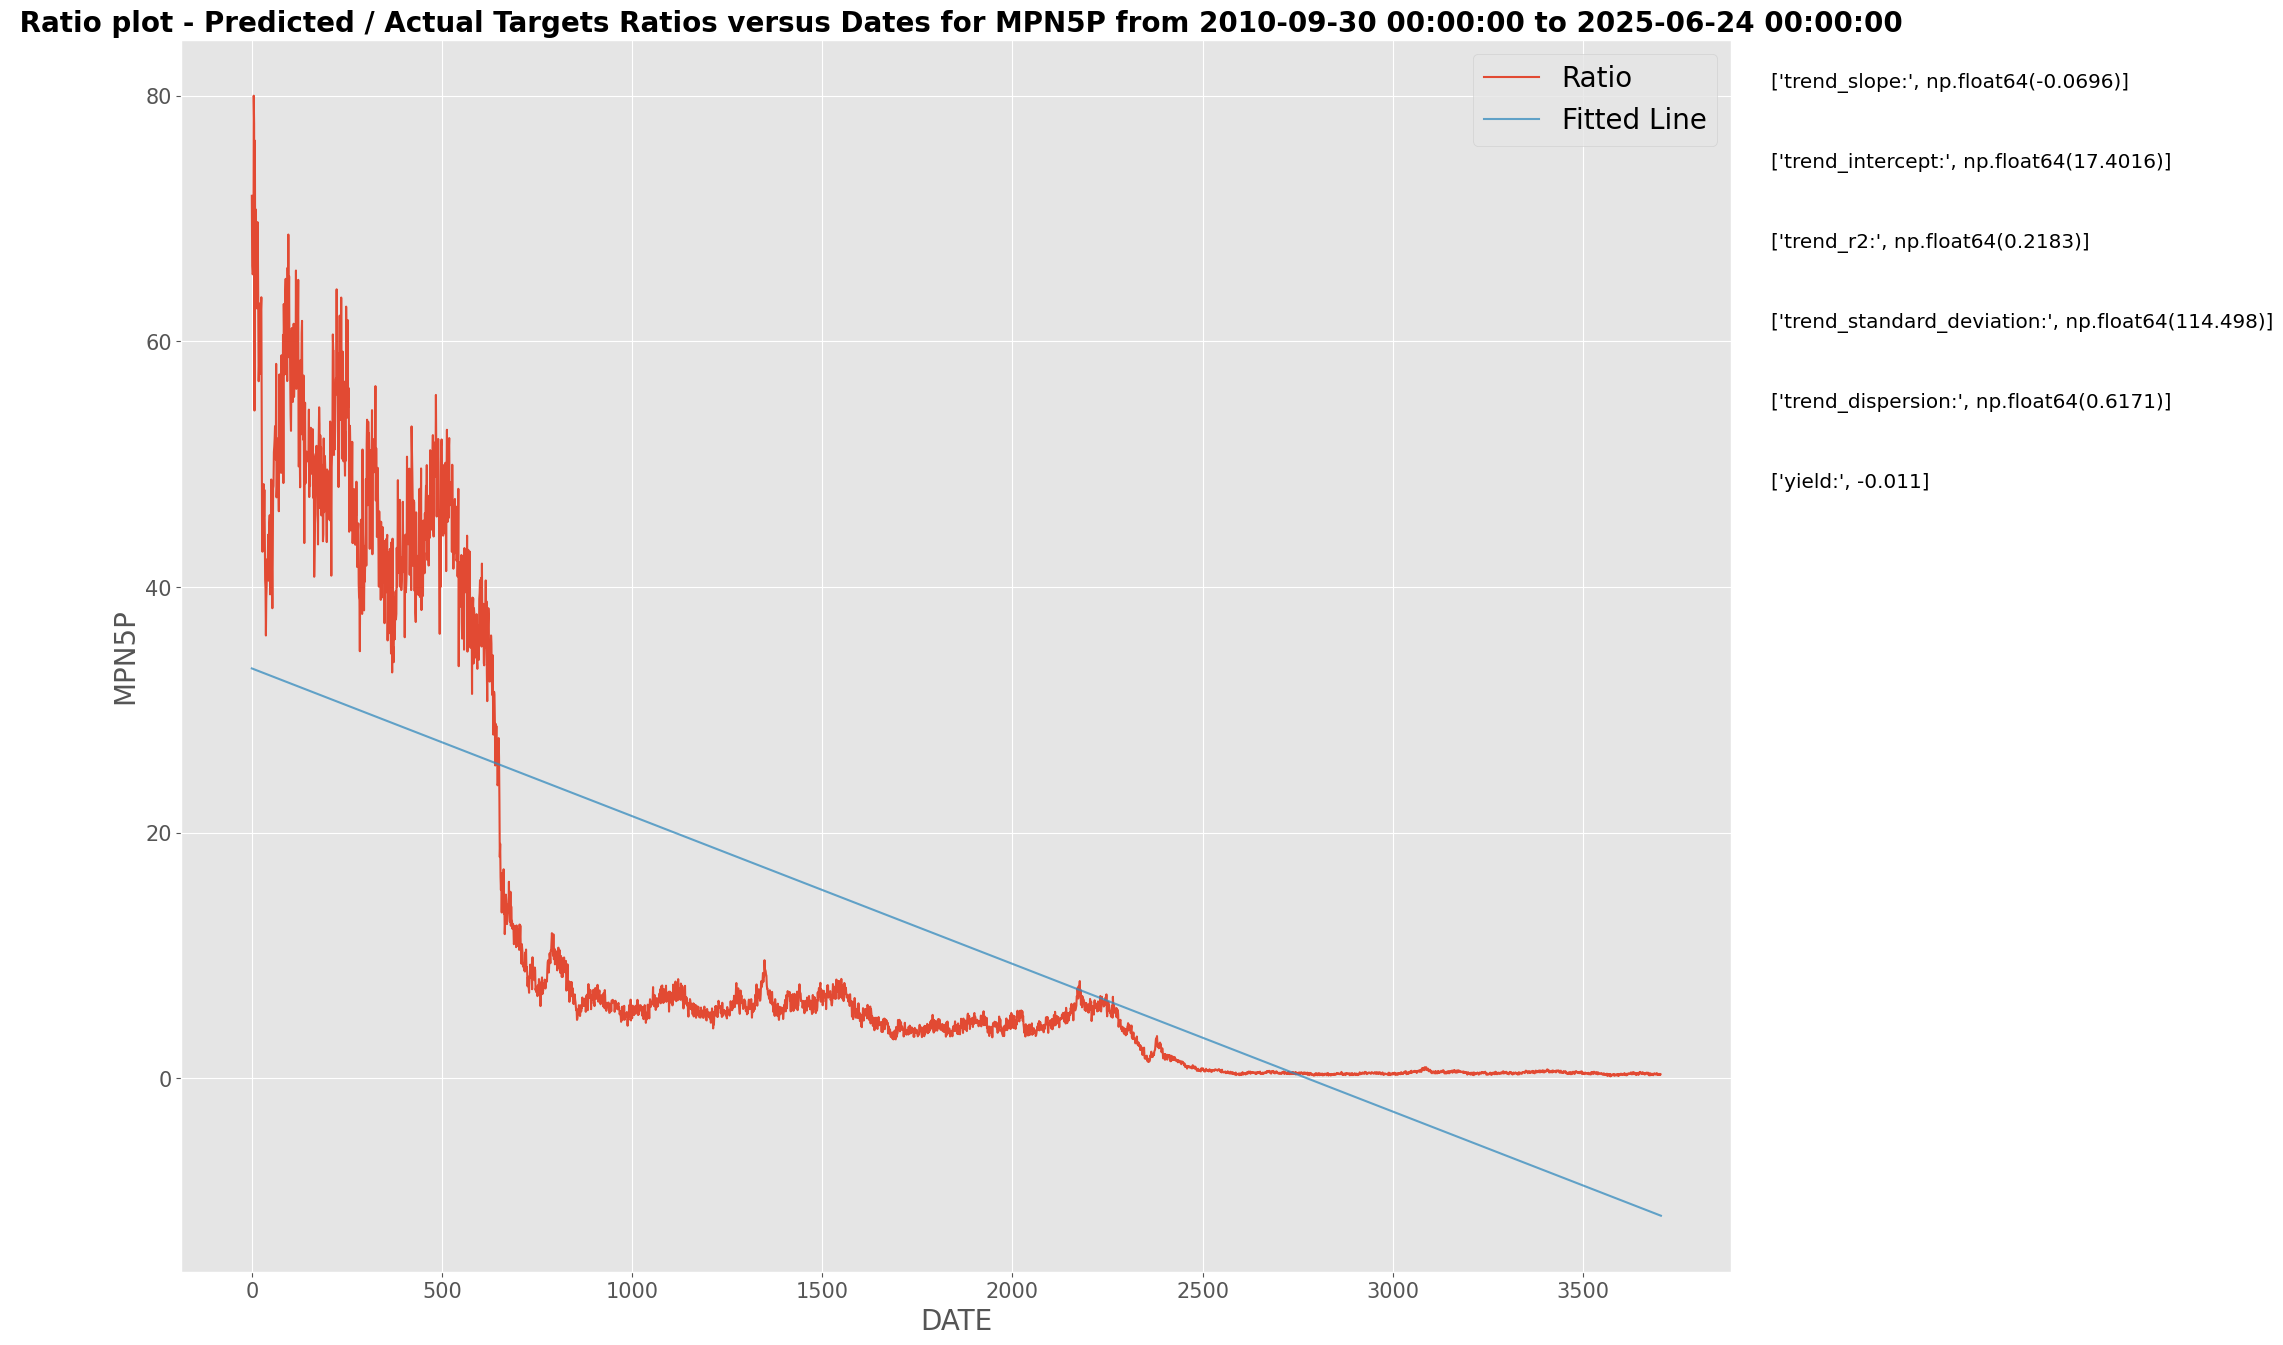 Ratio plot - Predicted / Actual Targets Ratios versus Dates for MPN5P from 2010-09-30 00:00:00 to 2025-06-24 00:00:00
Ratio
Fitted Line
['trend_slope:', np.float64(-0.0696)]
['trend_intercept:', np.float64(17.4016)]
['trend_r2:', np.float64(0.2183)]
['trend_standard_deviation:', np.float64(114.498)]
['trend_dispersion:', np.float64(0.6171)]
['yield:', -0.011]
80
60
40
20
0
MPN5P
0 500 1000 1500 2000 2500 3000 3500
DATE